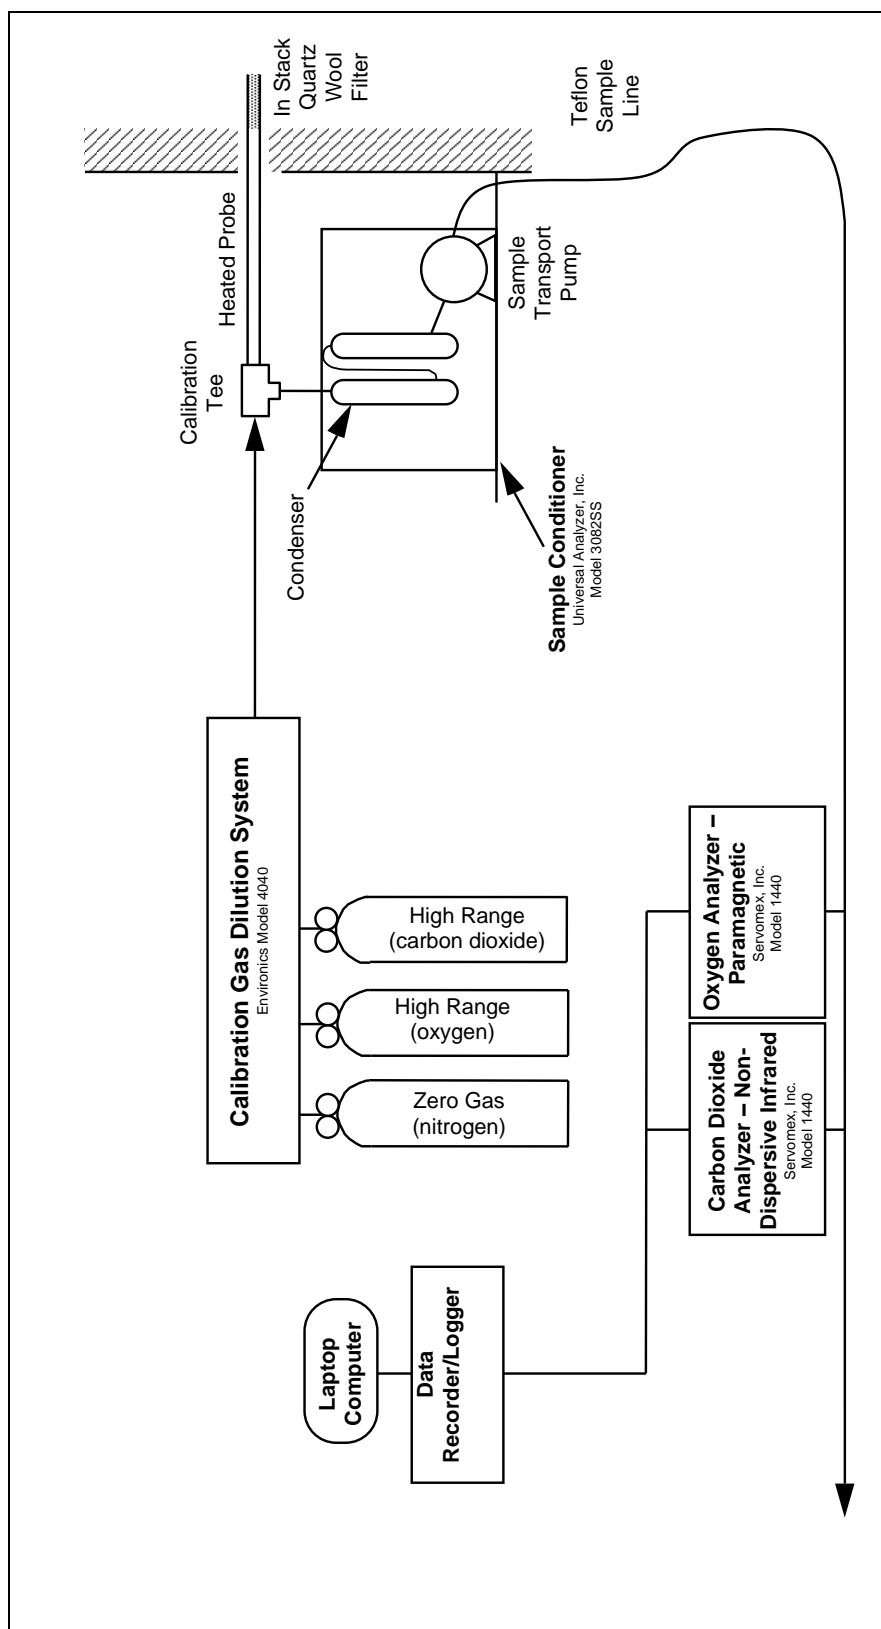 In Stack
Quartz
Wool
Filter
Heated Probe
Calibration
Tee
Condenser
Sample
Transport
Pump
Teflon
Sample
Line
Sample Conditioner
Universal Analyzer, Inc.
Model 3082SS
Calibration Gas Dilution System
Environics Model 4040
High Range
(carbon dioxide)
High Range
(oxygen)
Zero Gas
(nitrogen)
Oxygen Analyzer –
Paramagnetic
Servomex, Inc.
Model 1440
Carbon Dioxide
Analyzer – Non-
Dispersive Infrared
Servomex, Inc.
Model 1440
Laptop
Computer
Data
Recorder/Logger